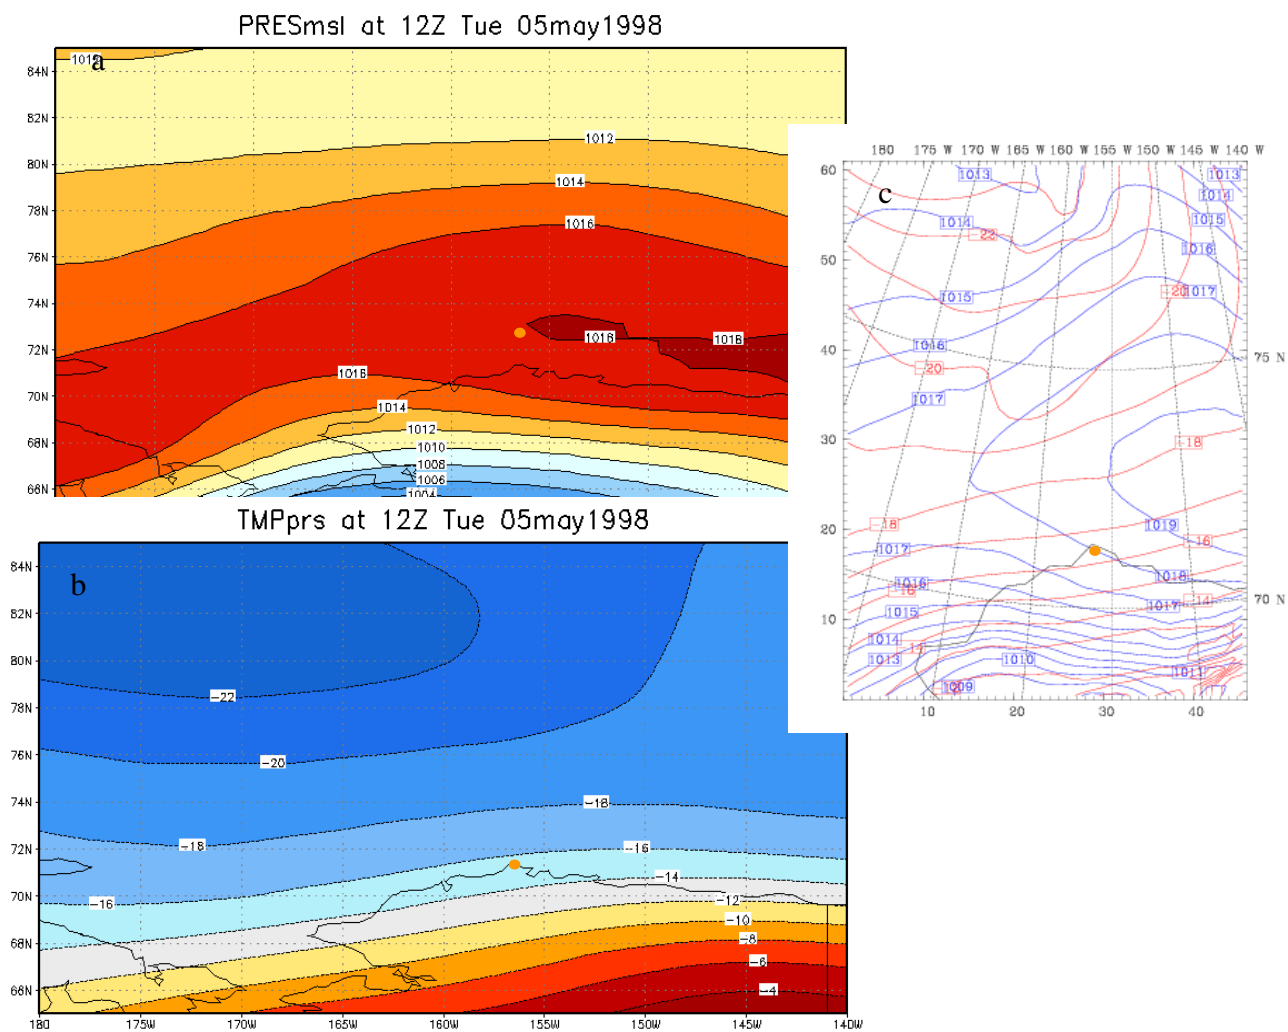 PRESmsl at 12Z Tue 05may1998
a
84N
82N
80N
78N
76N
74N
72N
70N
68N
66N
1012
1014
1016
1016
1018
1016
1014
1012
1010
1008
1006
1004
TMPprs at 12Z Tue 05may1998
b
84N
82N
80N
78N
76N
74N
72N
70N
68N
66N
-22
-20
-18
-18
-16
-16
-14
-12
-10
-8
-6
-4
180 175W 170W 165W 160W 155W 150W 145W 140W
180 175 W 170 W 165 W 160 W 155 W 150 W 145 W 140 W
c
60
50
40
30
20
10
10 20 30 40
75 N
70 N
1013
1013
1014
1014
1015
-22
1016
1015
-20
1017
1016
-20
1017
-18
-18
1019
-16
1017
1018
1016
-16
-14
1017
1015
1014
1013
1010
1011
1009